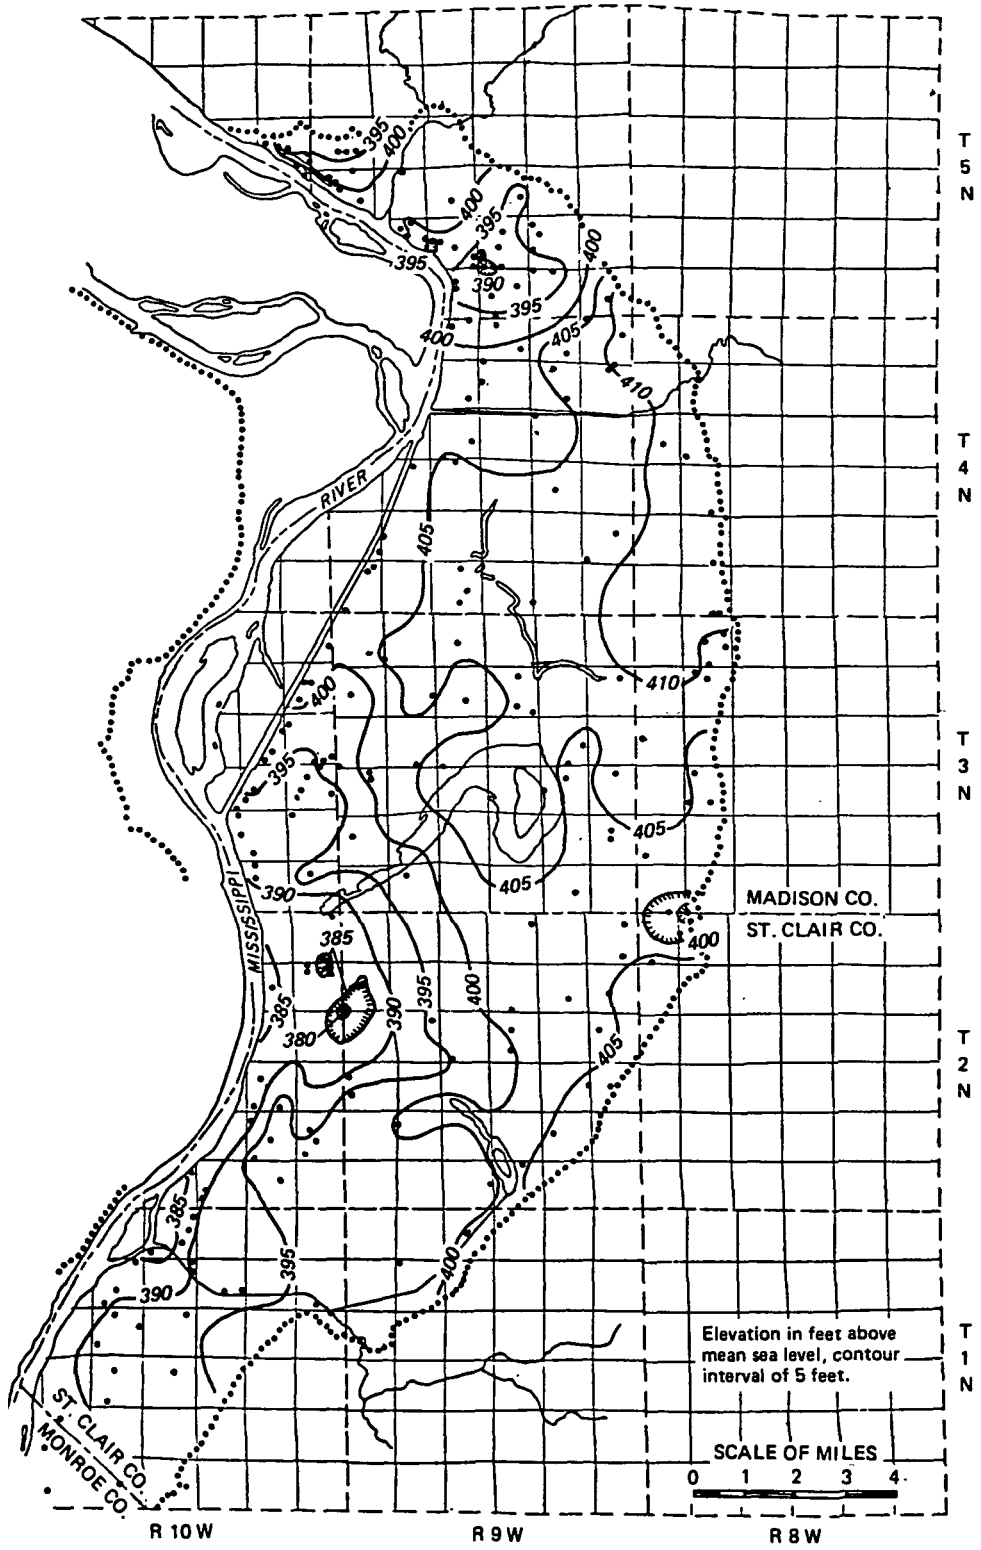 395
400
T
5
N
400
395
400
395
390
395
400
405
410
T
4
N
RIVER
405
410
400
T
3
N
395
405
405
390
MADISON CO.
ST. CLAIR CO.
385
400
MISSISSIPPI
385
390
395
400
380
405
T
2
N
385
395
400
390
Elevation in feet above
mean sea level, contour
interval of 5 feet.
T
1
N
ST. CLAIR CO.
MONROE CO.
SCALE OF MILES
0 1 2 3 4
R 10 W
R 9 W
R 8 W